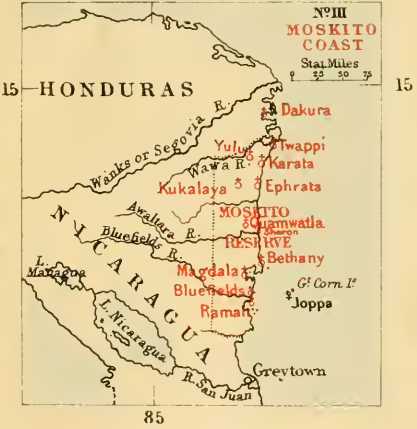 Nº III
MOSKITO
COAST
Stat. Miles
0 25 50 75
15
HONDURAS
15
Dakura
Wanks or Segovia R.
Yulu
Twappi
Wawa R.
Karata
Kukalaya
Ephrata
MOSKITO
Awaltara R.
Quamwatla
Sharon
Bluefields R.
RESERVE
NICARAGUA
Bethany
L. Managua
Magdala
Gt. Corn Id.
Bluefields
Joppa
L. Nicaragua
Ramah
Greytown
R. San Juan
85